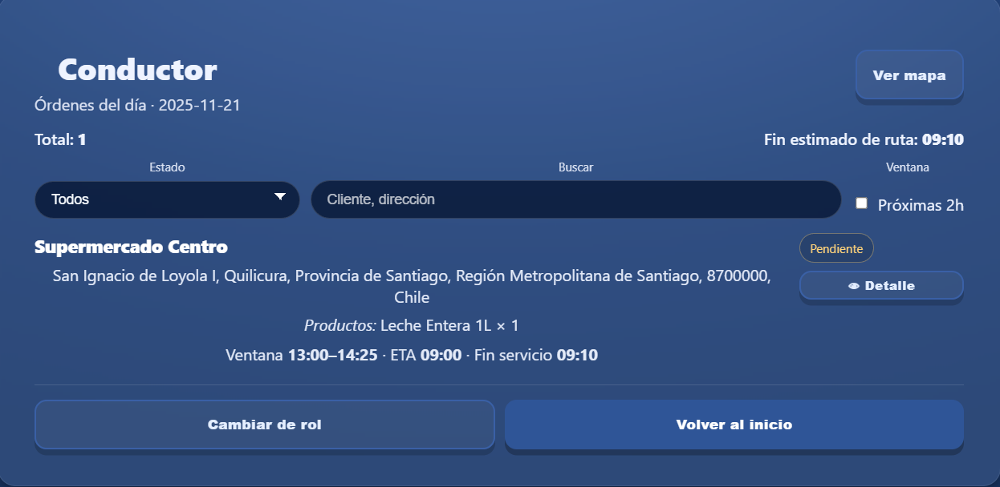 Conductor
Ver mapa
Órdenes del día · 2025-11-21
Total: 1
Fin estimado de ruta: 09:10
Estado
Buscar
Ventana
Todos
Cliente, dirección
Próximas 2h
Supermercado Centro
Pendiente
San Ignacio de Loyola I, Quilicura, Provincia de Santiago, Región Metropolitana de Santiago, 8700000,
Chile
Detalle
Productos: Leche Entera 1L × 1
Ventana 13:00–14:25 · ETA 09:00 · Fin servicio 09:10
Cambiar de rol
Volver al inicio